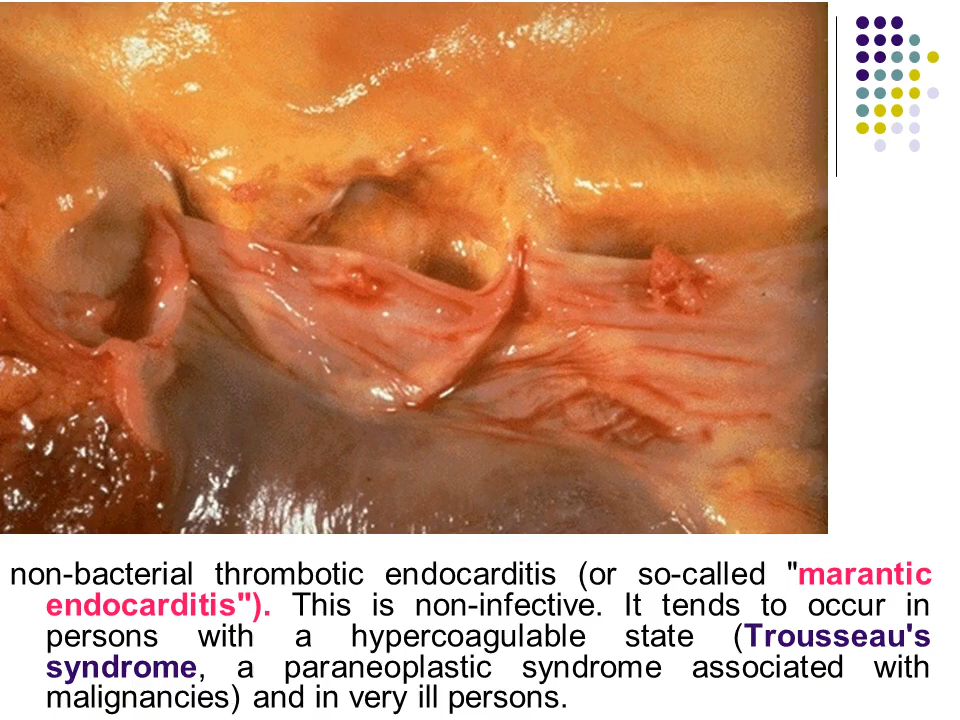 non-bacterial thrombotic endocarditis (or so-called "marantic
endocarditis"). This is non-infective. It tends to occur in
persons with a hypercoagulable state (Trousseau's
syndrome, a paraneoplastic syndrome associated with
malignancies) and in very ill persons.